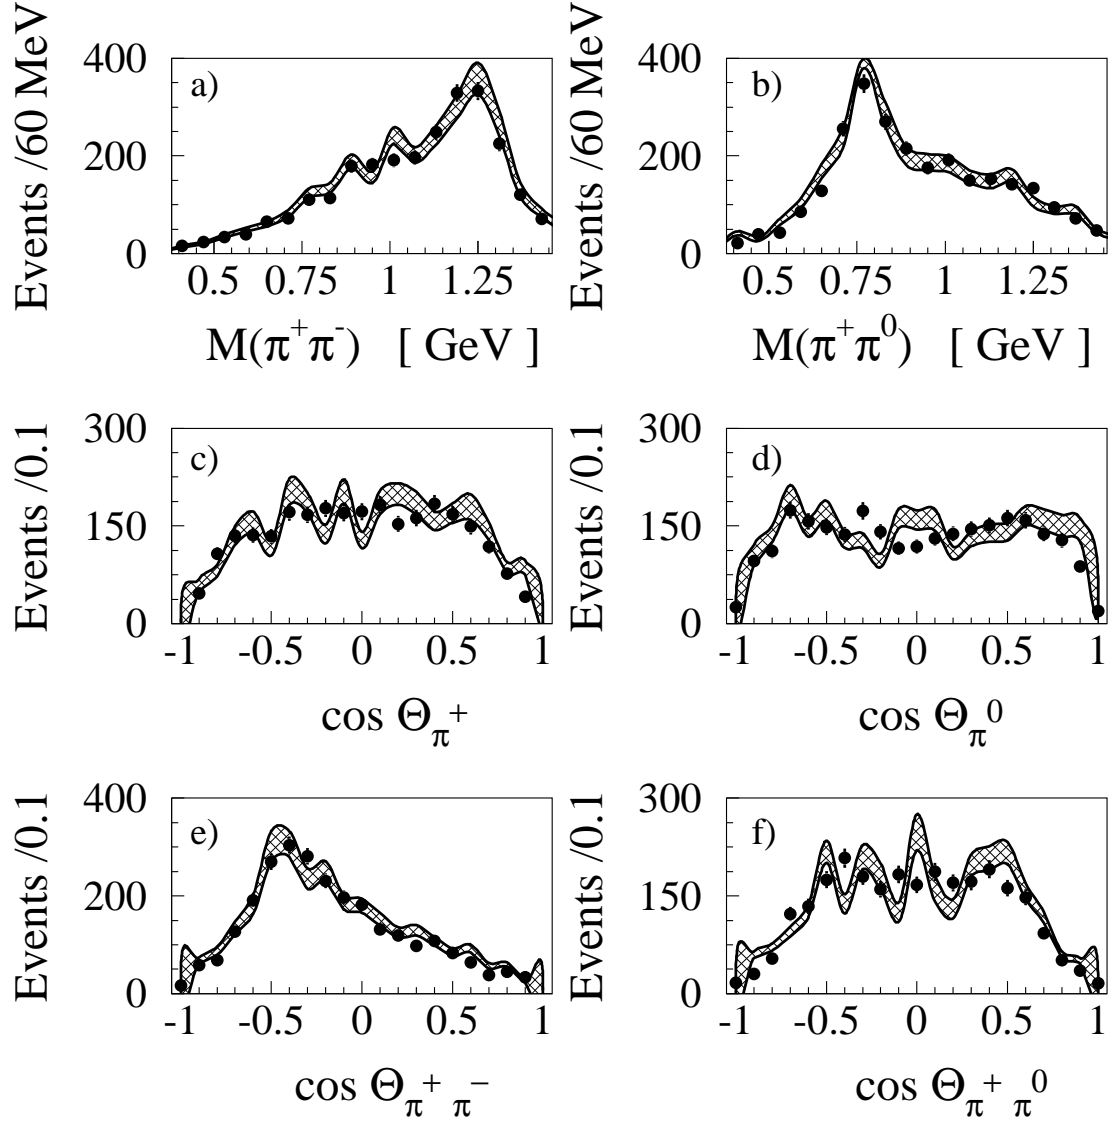 Events /60 MeV
400
200
0
a)
0.5 0.75 1 1.25
M(π⁺π⁻) [ GeV ]
Events /60 MeV
400
200
0
b)
0.5 0.75 1 1.25
M(π⁺π⁰) [ GeV ]
Events /0.1
300
150
0
c)
-1 -0.5 0 0.5 1
cos Θπ⁺
Events /0.1
300
150
0
d)
-1 -0.5 0 0.5 1
cos Θπ⁰
Events /0.1
400
200
0
e)
-1 -0.5 0 0.5 1
cos Θπ⁺ π⁻
Events /0.1
300
150
0
f)
-1 -0.5 0 0.5 1
cos Θπ⁺ π⁰